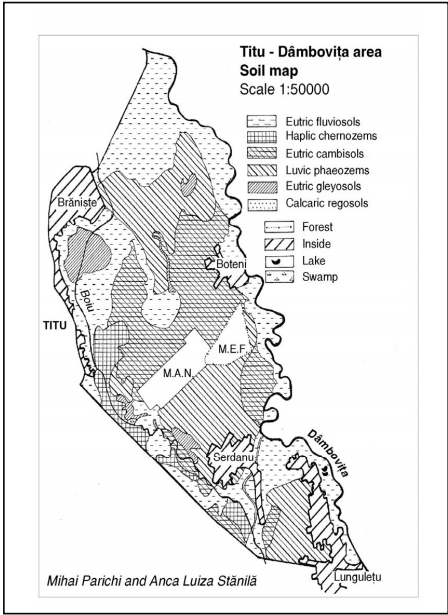 Titu - Dâmbovița area
Soil map
Scale 1:50000
Eutric fluviosols
Haplic chernozems
Eutric cambisols
Luvic phaeozems
Eutric gleyosols
Calcaric regosols
Forest
Inside
Lake
Swamp
Brăniște
Boteni
Boiu
TITU
M.E.F.
M.A.N.
Serdanu
Dâmbovița
Lungulețu
Mihai Parichi and Anca Luiza Stănilă